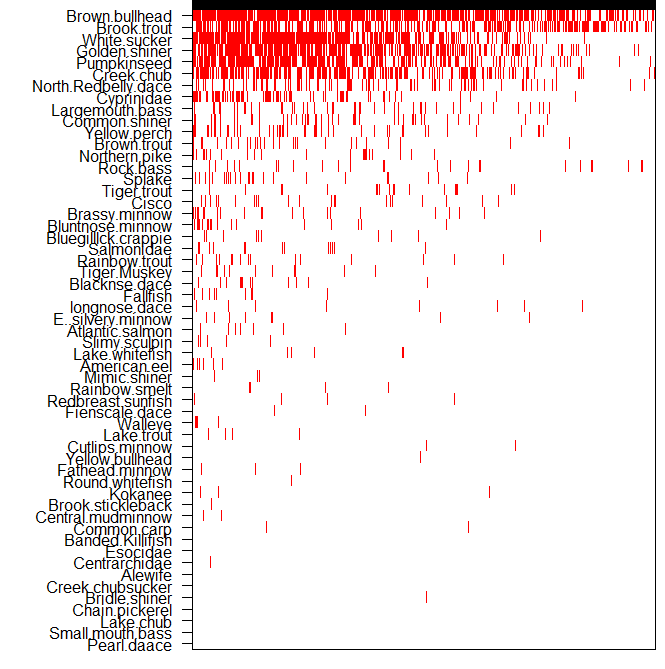 Brown.bullhead
Brook.trout
White.sucker
Golden.shiner
Pumpkinseed
Creek.chub
North.Redbelly.dace
Cyprinidae
Largemouth.bass
Common.shiner
Yellow.perch
Brown.trout
Northern.pike
Rock.bass
Splake
Tiger.trout
Cisco
Brassy.minnow
Bluntnose.minnow
Bluegillck.crappie
Salmonidae
Rainbow.trout
Tiger.Muskey
Blacknse.dace
Fallfish
longnose.dace
E..silvery.minnow
Atlantic.salmon
Slimy.sculpin
Lake.whitefish
American.eel
Mimic.shiner
Rainbow.smelt
Redbreast.sunfish
Fienscale.dace
Walleye
Lake.trout
Cutlips.minnow
Yellow.bullhead
Fathead.minnow
Round.whitefish
Kokanee
Brook.stickleback
Central.mudminnow
Common.carp
Banded.Killifish
Esocidae
Centrarchidae
Alewife
Creek.chubsucker
Bridle.shiner
Chain.pickerel
Lake.chub
Small.mouth.bass
Pearl.daace